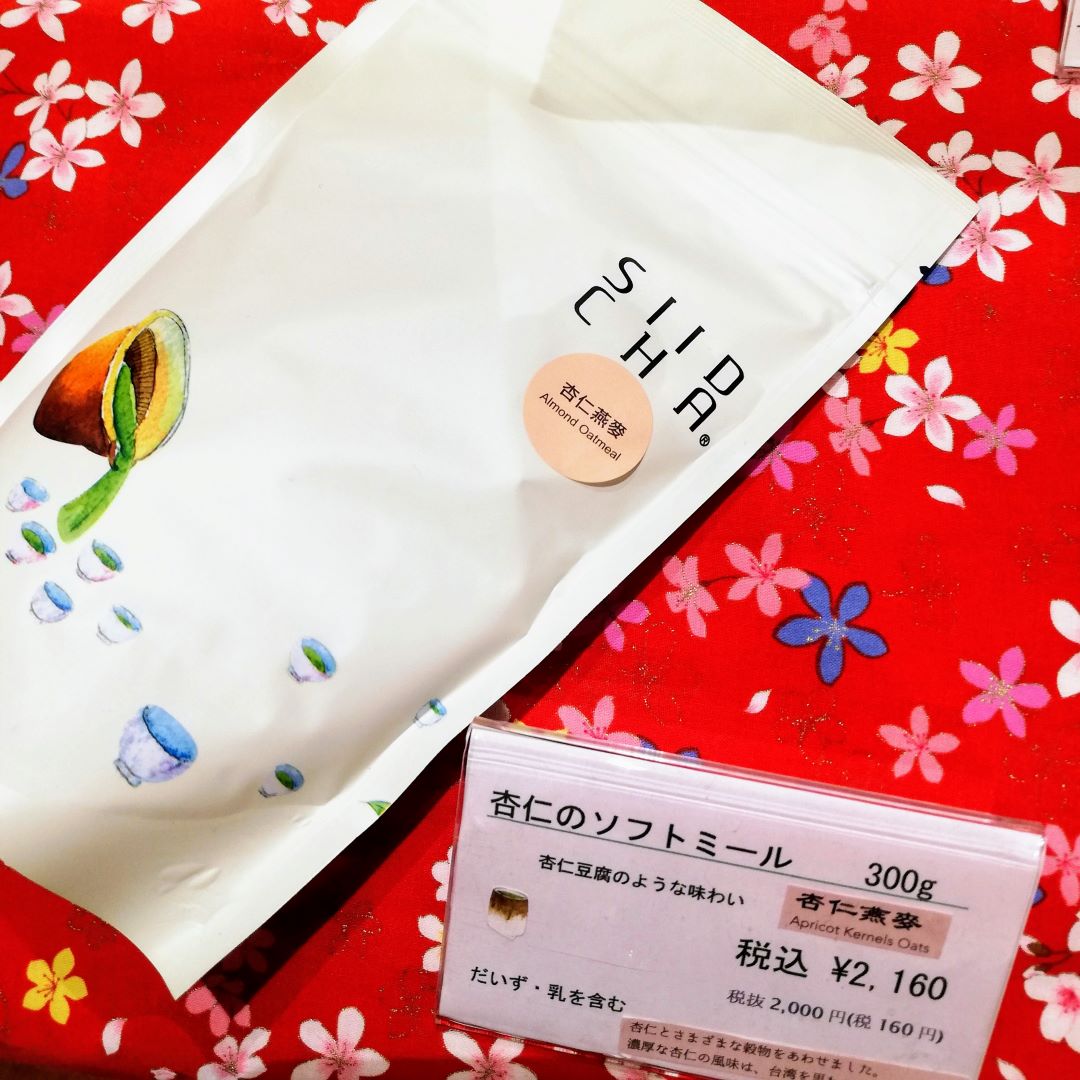 SIID
CHA®
杏仁燕麥
Almond Oatmeal
杏仁のソフトミール 300g
杏仁豆腐のような味わい
杏仁燕麥
Apricot Kernels Oats
税込 ¥2,160
税抜 2,000円(税 160円)
だいず・乳を含む
杏仁とさまざまな穀物をあわせました。
濃厚な杏仁の風味は、台湾を